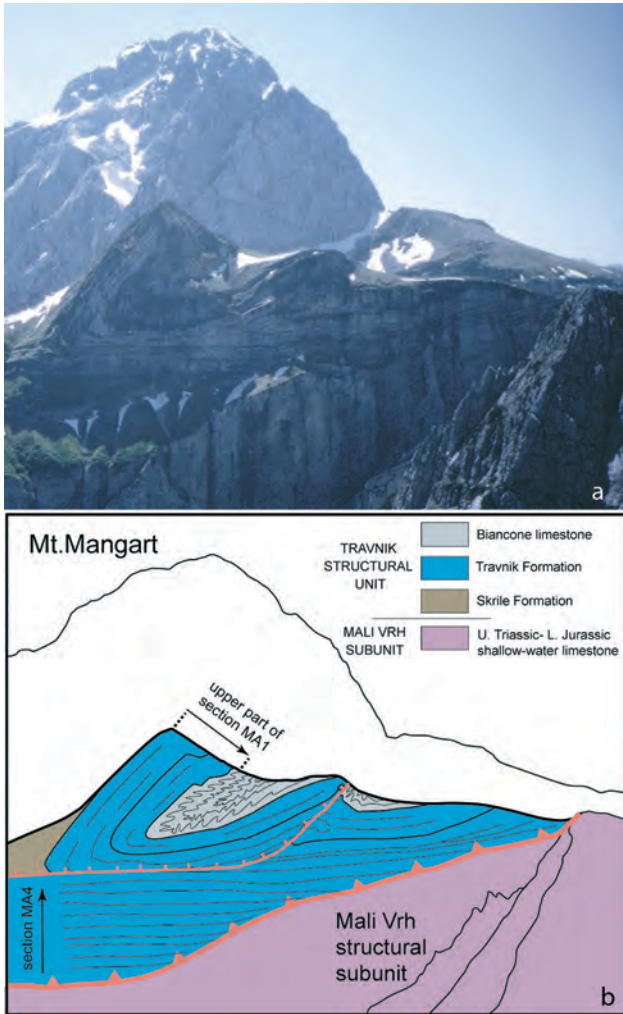 a
Mt.Mangart
TRAVNIK
STRUCTURAL
UNIT
Biancone limestone
Travnik Formation
Skrile Formation
MALI VRH
SUBUNIT
U. Triassic- L. Jurassic
shallow-water limestone
upper part of
section MA1
section MA4
Mali Vrh
structural
subunit
b